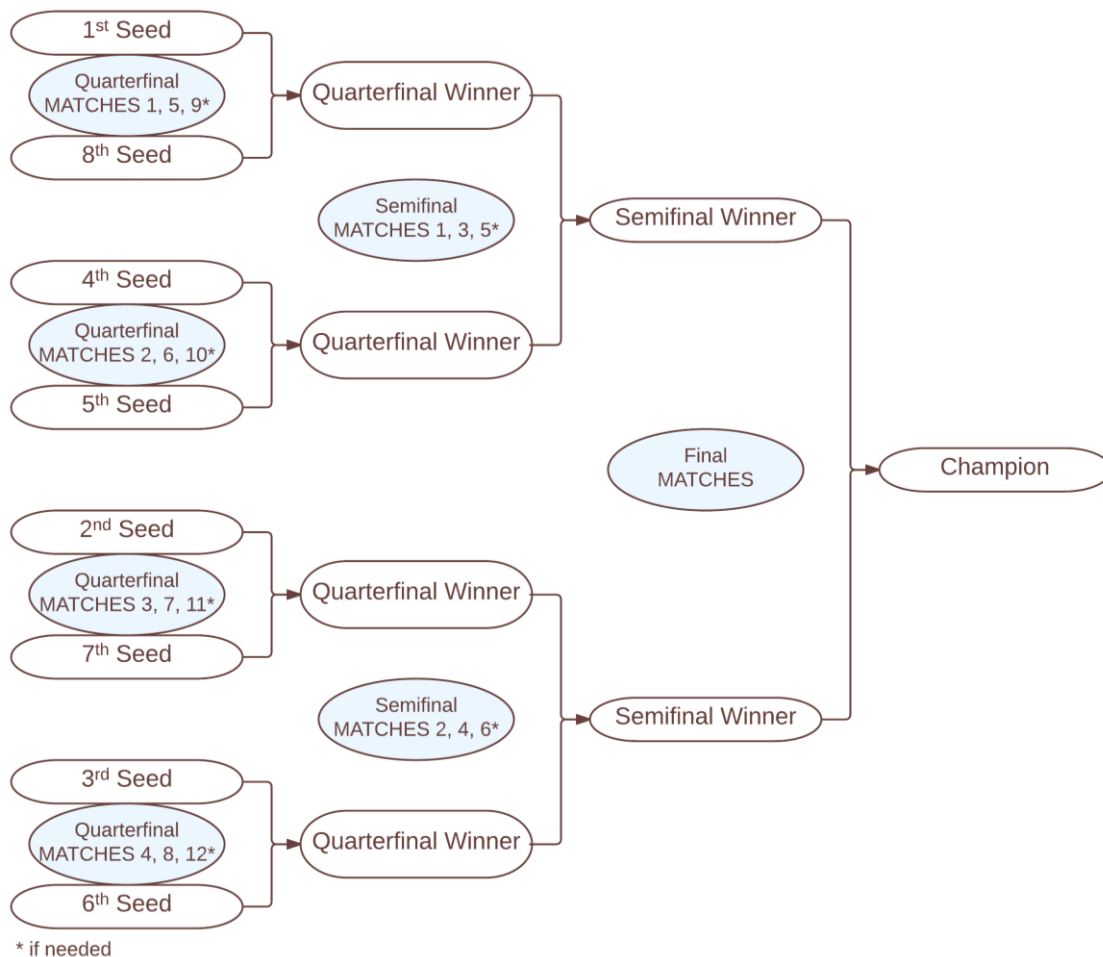 1st Seed
Quarterfinal
MATCHES 1, 5, 9*
8th Seed
Quarterfinal Winner
Semifinal
MATCHES 1, 3, 5*
4th Seed
Quarterfinal
MATCHES 2, 6, 10*
5th Seed
Quarterfinal Winner
Semifinal Winner
Final
MATCHES
Champion
2nd Seed
Quarterfinal
MATCHES 3, 7, 11*
7th Seed
Quarterfinal Winner
Semifinal
MATCHES 2, 4, 6*
Semifinal Winner
3rd Seed
Quarterfinal
MATCHES 4, 8, 12*
6th Seed
Quarterfinal Winner
* if needed